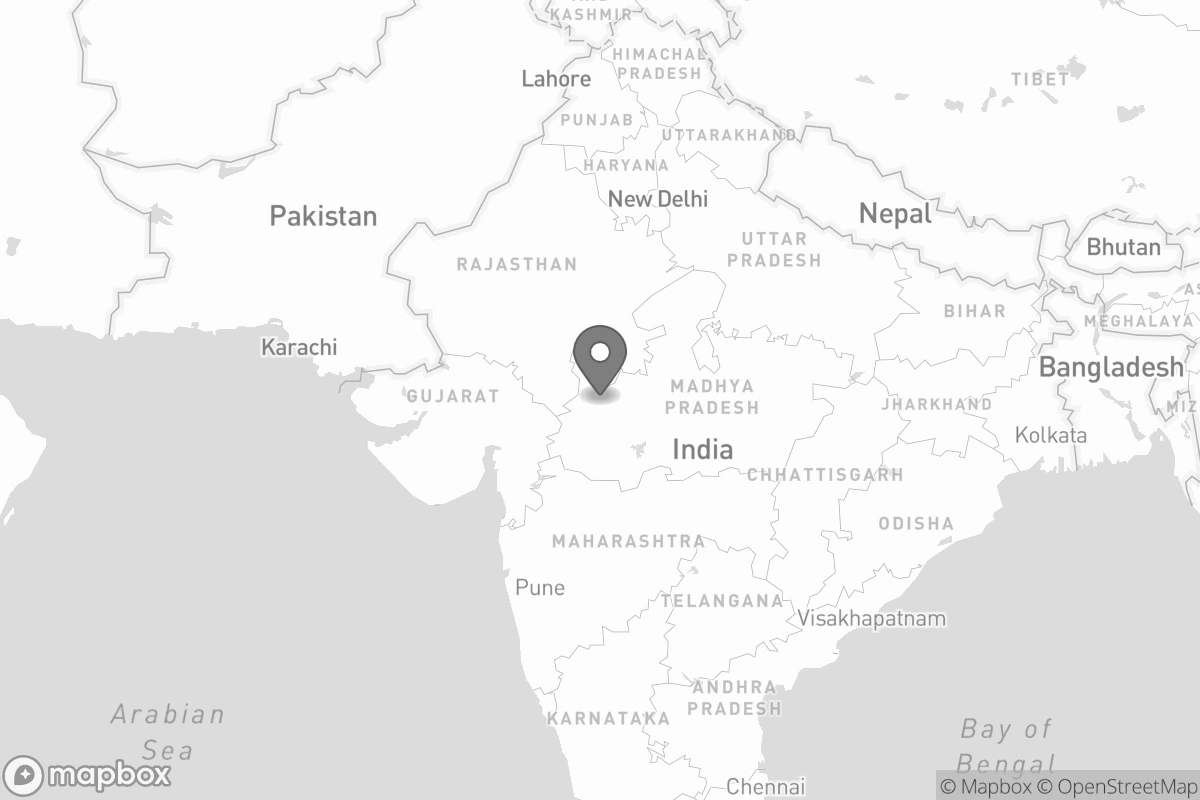 KASHMIR
HIMACHAL
PRADESH
Lahore
TIBET
PUNJAB
UTTARAKHAND
HARYANA
New Delhi
Pakistan
Nepal
UTTAR
PRADESH
Bhutan
RAJASTHAN
BIHAR
MEGHALAYA
Karachi
Bangladesh
GUJARAT
MADHYA
PRADESH
JHARKHAND
MIZ
Kolkata
India
CHHATTISGARH
ODISHA
MAHARASHTRA
Pune
TELANGANA
Visakhapatnam
ANDHRA
PRADESH
KARNATAKA
Arabian
Sea
Bay of
Bengal
Chennai
mapbox
© Mapbox © OpenStreetMap